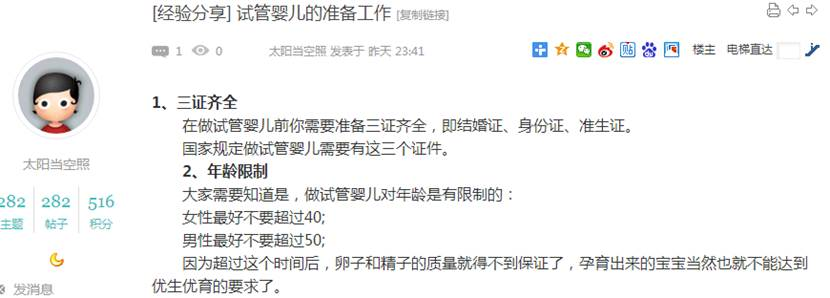 [经验分享] 试管婴儿的准备工作 [复制链接]
1 0 太阳当空照 发表于 昨天 23:41 楼主 电梯直达
1、三证齐全
在做试管婴儿前你需要准备三证齐全，即结婚证、身份证、准生证。
国家规定做试管婴儿需要有这三个证件。
太阳当空照
2、年龄限制
大家需要知道是，做试管婴儿对年龄是有限制的：
282 282 516
主题 帖子 积分
女性最好不要超过40;
男性最好不要超过50;
因为超过这个时间后，卵子和精子的质量就得不到保证了，孕育出来的宝宝当然也就不能达到
优生优育的要求了。
发消息